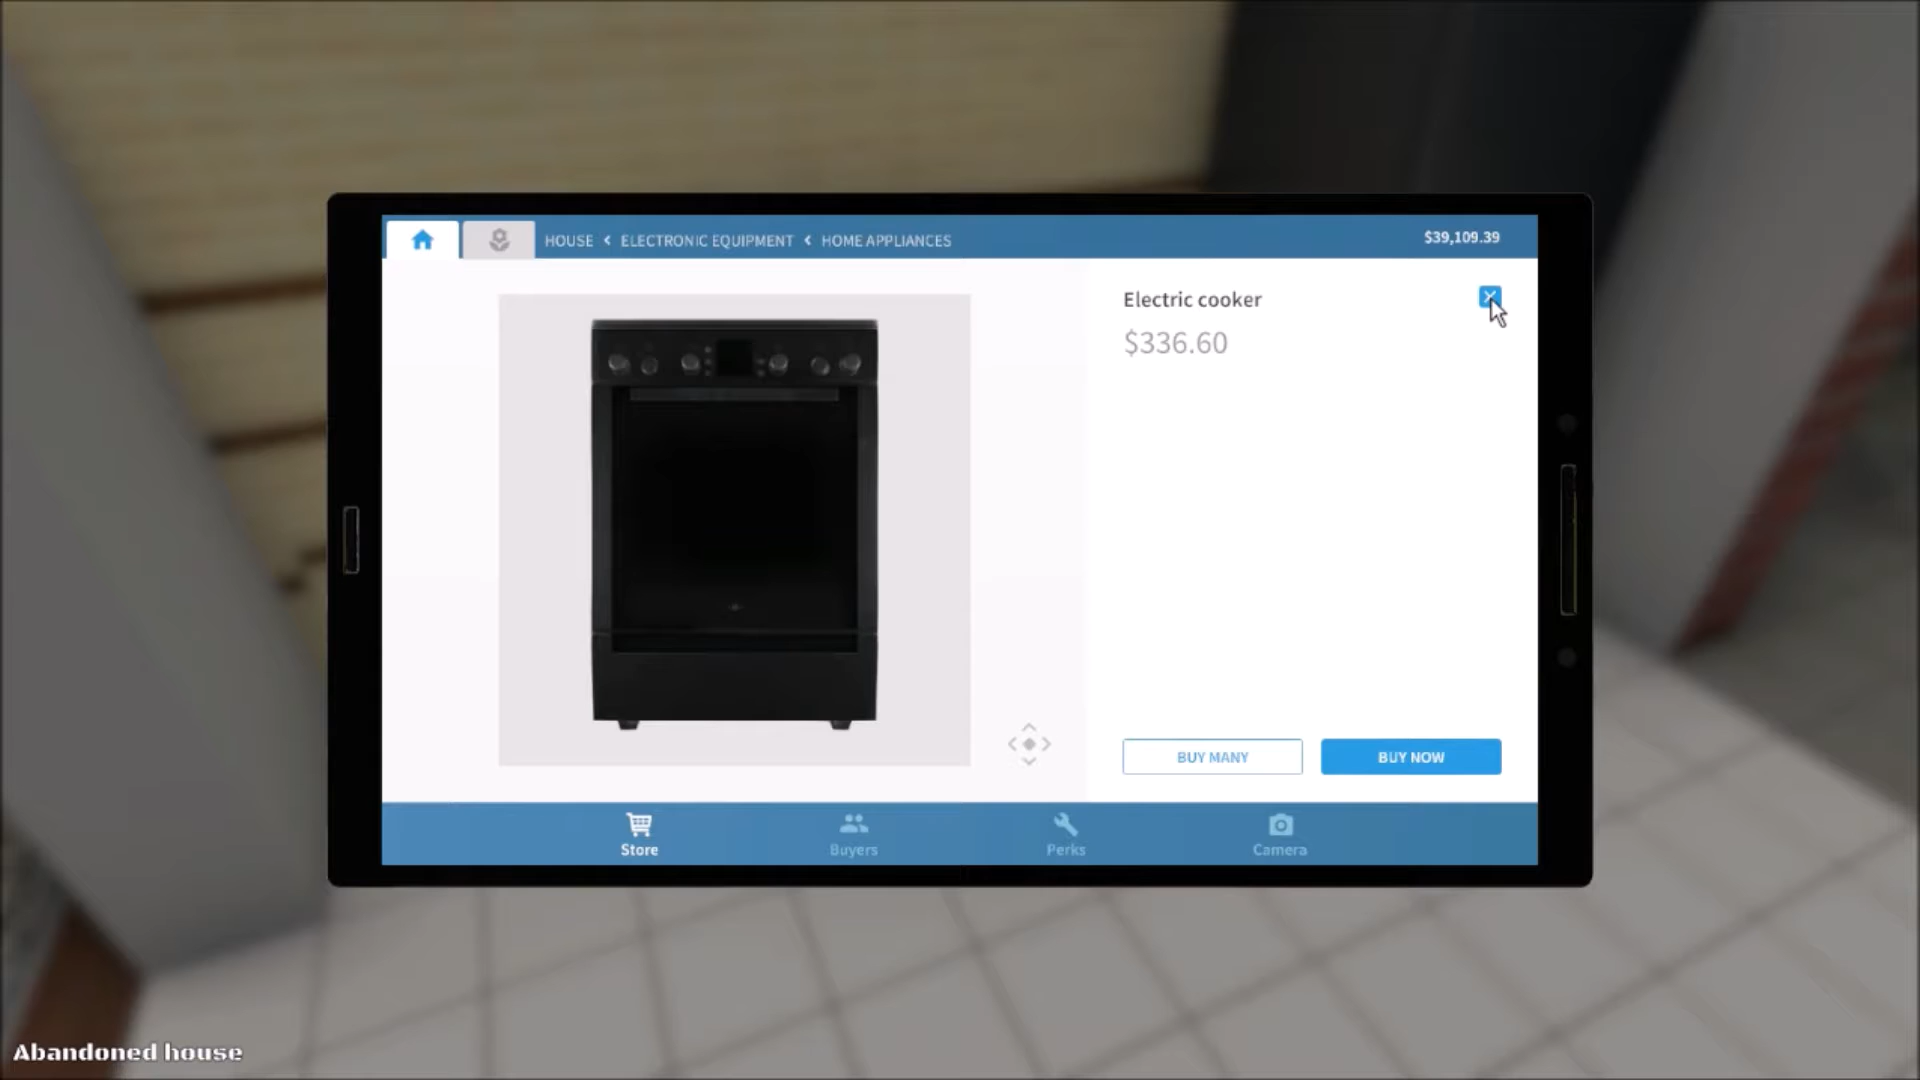 HOUSE < ELECTRONIC EQUIPMENT < HOME APPLIANCES
$39,109.39
Electric cooker
$336.60
BUY MANY
BUY NOW
Store
Buyers
Perks
Camera
Abandoned house